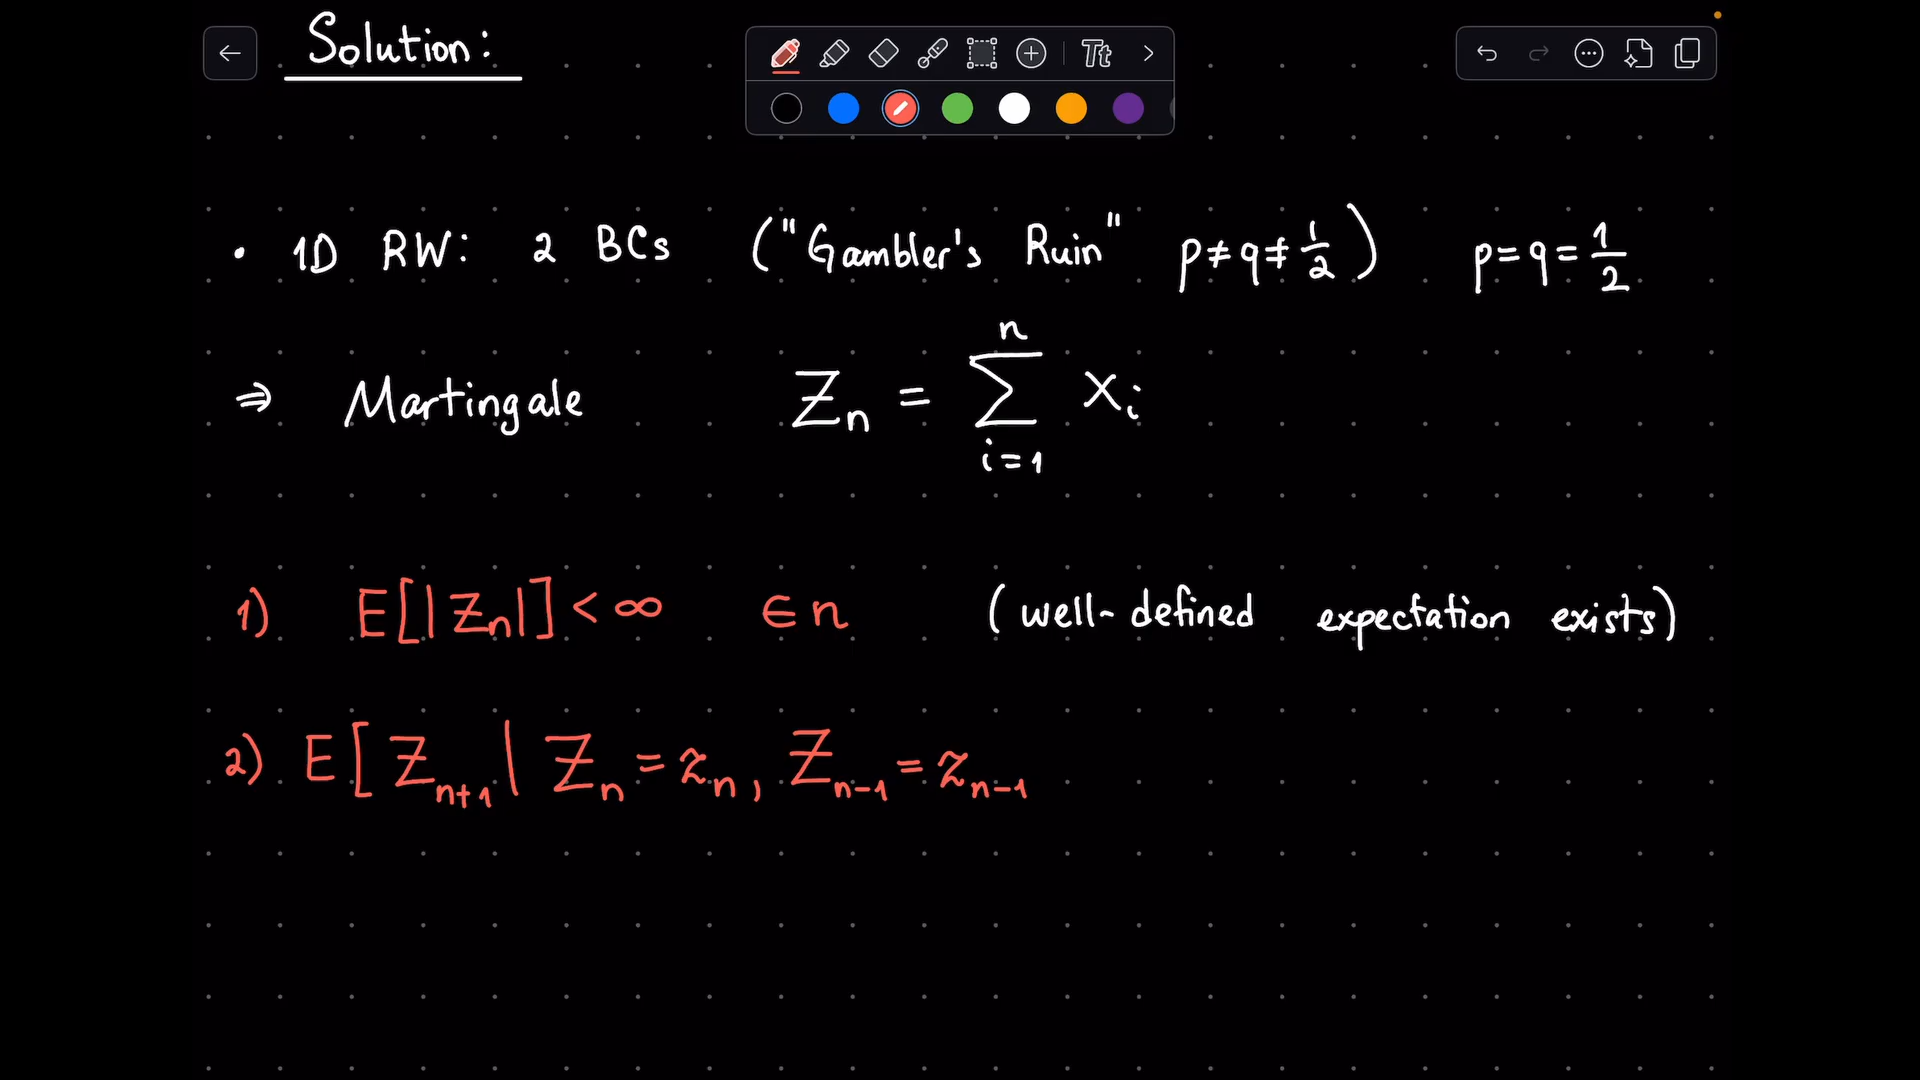 Solution:
Tt
• 1D RW: 2 BCs ("Gambler's Ruin" p≠q≠1/2) p=q=1/2
⇒ Martingale Z_n = ∑_{i=1}^{n} X_i
1) E[|Z_n|] < ∞ ∈ n (well-defined expectation exists)
2) E[Z_{n+1} | Z_n = z_n, Z_{n-1} = z_{n-1}